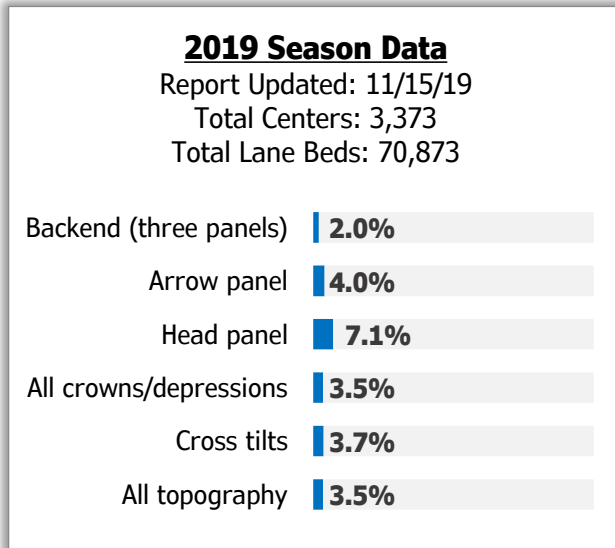 2019 Season Data
Report Updated: 11/15/19
Total Centers: 3,373
Total Lane Beds: 70,873
Backend (three panels) 2.0%
Arrow panel 4.0%
Head panel 7.1%
All crowns/depressions 3.5%
Cross tilts 3.7%
All topography 3.5%